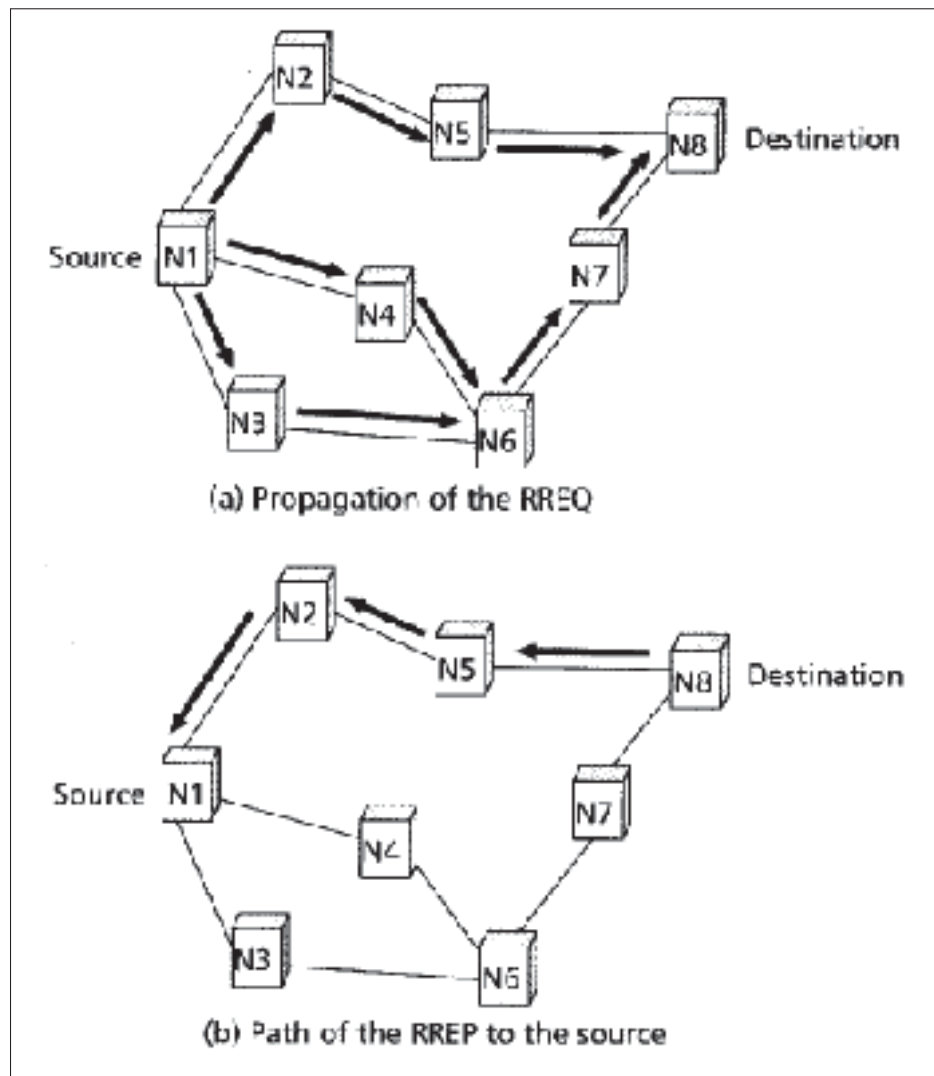 N2
N5
N8 Destination
Source N1
N7
N4
N3
N6
(a) Propagation of the RREQ
N2
N5
N8 Destination
Source N1
N7
N4
N3
N6
(b) Path of the RREP to the source